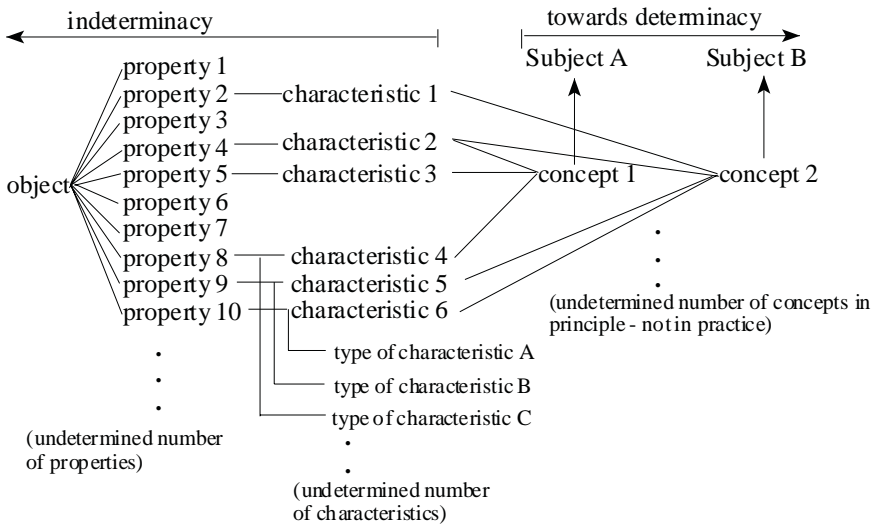 indeterminacy
towards determinacy
Subject A
Subject B
property 1
property 2
characteristic 1
property 3
property 4
characteristic 2
object
property 5
characteristic 3
concept 1
concept 2
property 6
property 7
property 8
characteristic 4
property 9
characteristic 5
property 10
characteristic 6
(undetermined number of concepts in
principle - not in practice)
type of characteristic A
type of characteristic B
type of characteristic C
(undetermined number
of properties)
(undetermined number
of characteristics)